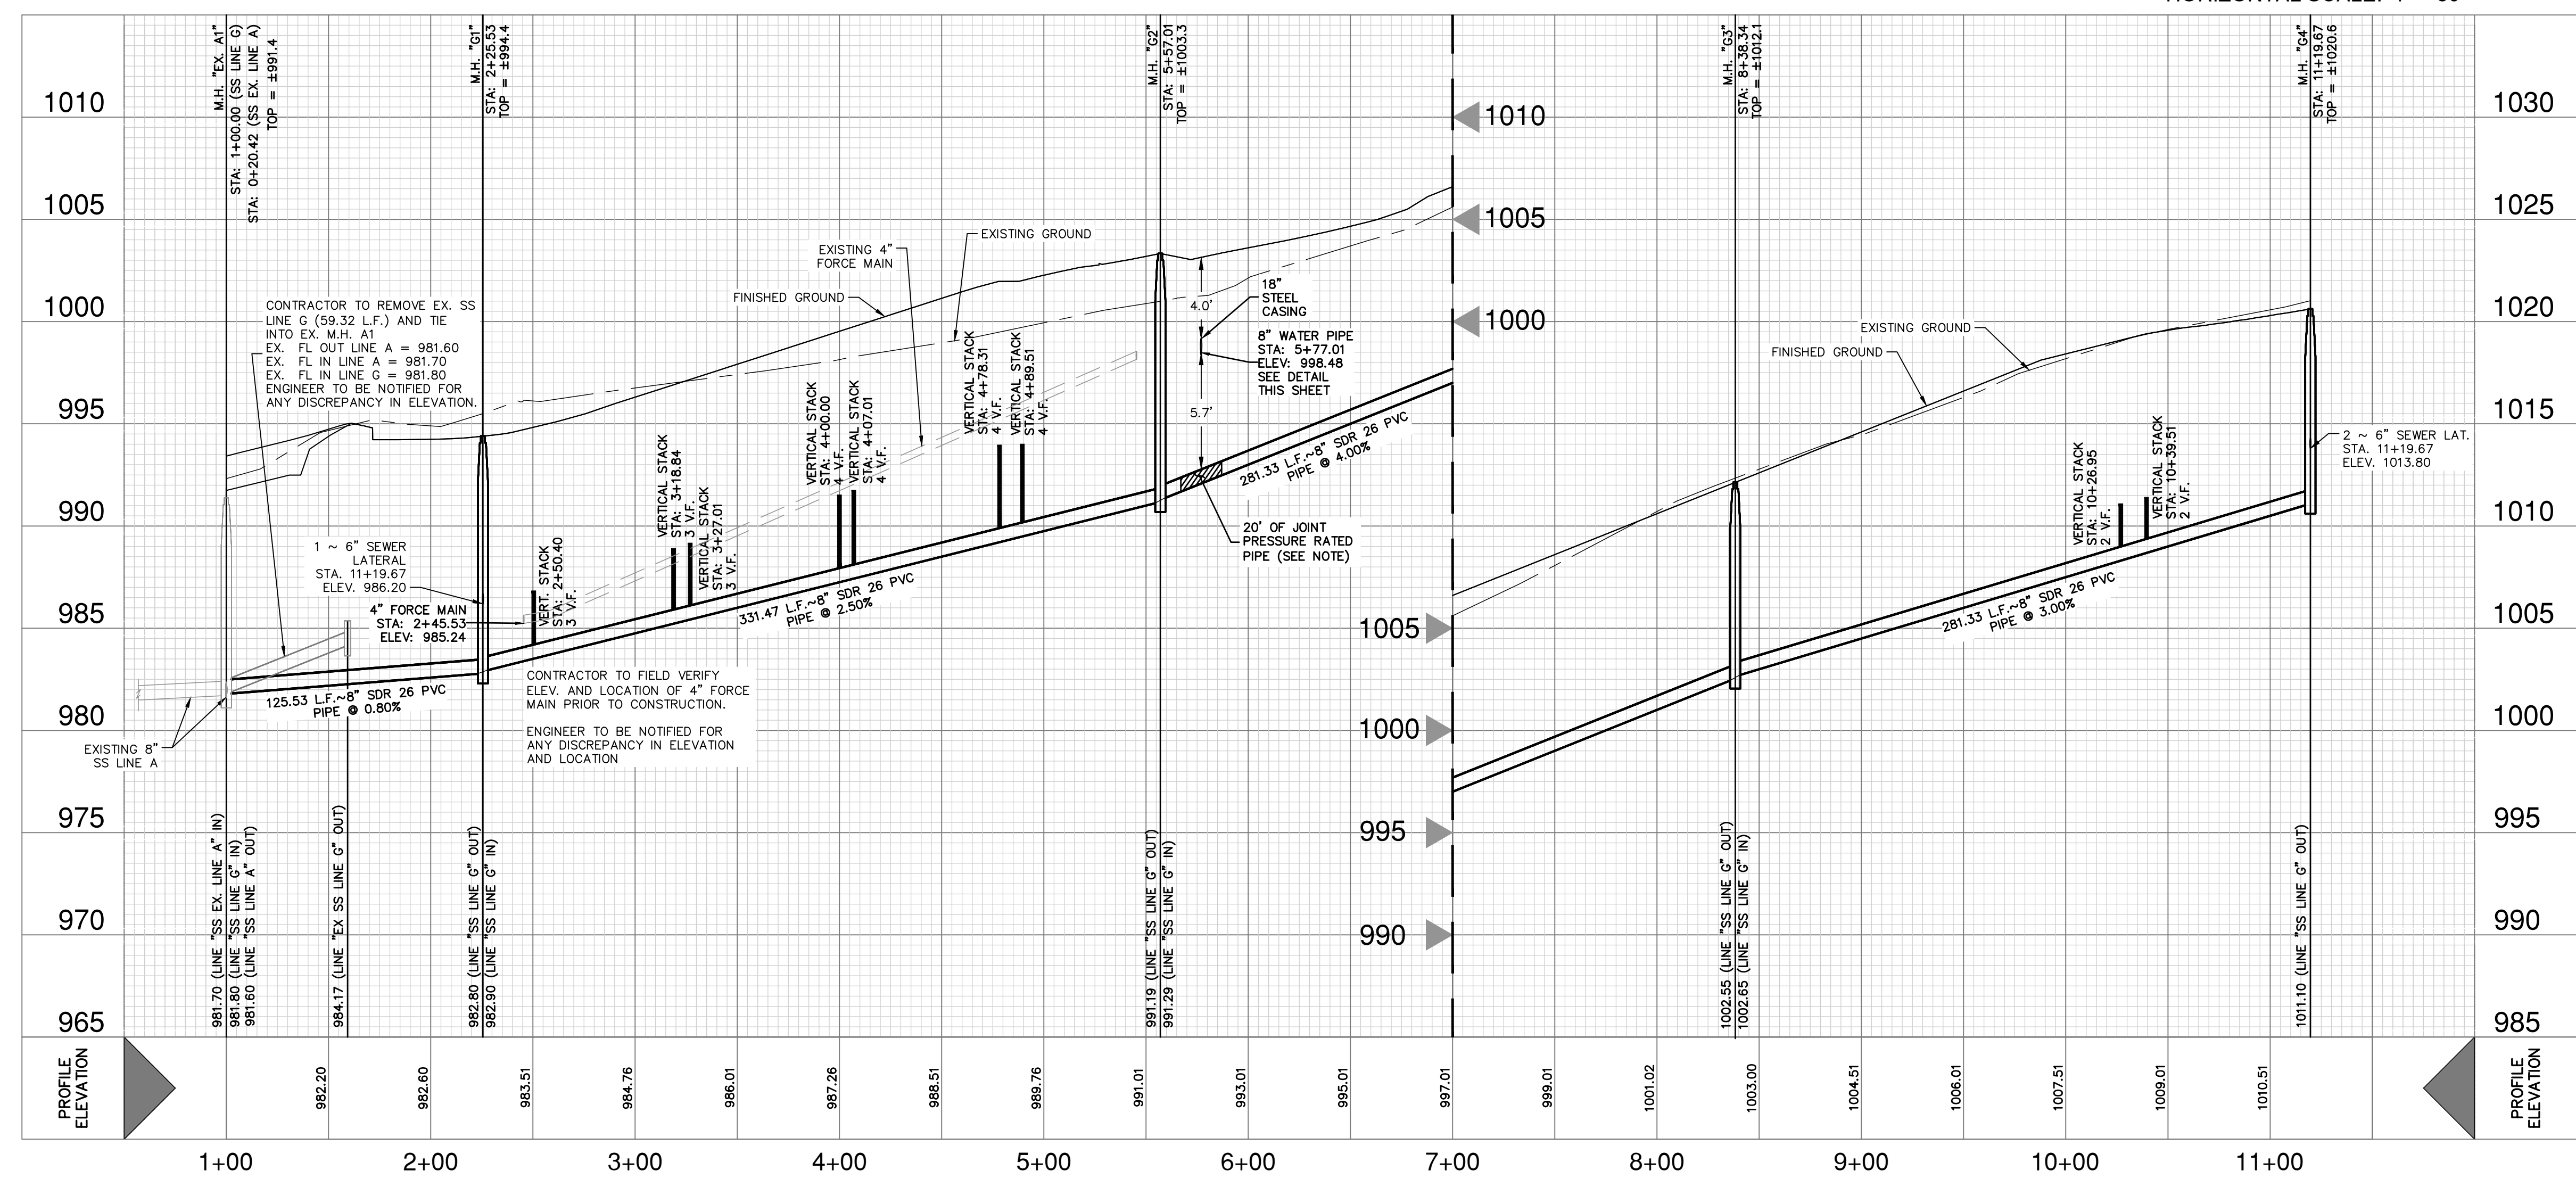 M.H. "EX. A1"
STA: 1+00.00 (SS LINE G)
STA: 0+20.42 (SS EX. LINE A)
TOP = ±991.4
M.H. "G1"
STA: 2+25.53
TOP = ±994.4
M.H. "G2"
STA: 5+57.01
TOP = ±1003.3
M.H. "G3"
STA: 8+38.34
TOP = ±1012.1
M.H. "G4"
STA: 11+19.67
TOP = ±1020.6
1010
1005
1000
995
990
985
980
975
970
965
CONTRACTOR TO REMOVE EX. SS
LINE G (59.32 L.F.) AND TIE
INTO EX. M.H. A1
EX. FL OUT LINE A = 981.60
EX. FL IN LINE A = 981.70
EX. FL IN LINE G = 981.80
ENGINEER TO BE NOTIFIED FOR
ANY DISCREPANCY IN ELEVATION.
FINISHED GROUND
EXISTING 4"
FORCE MAIN
EXISTING GROUND
1 ~ 6" SEWER
LATERAL
STA. 11+19.67
ELEV. 986.20
4" FORCE MAIN
STA: 2+45.53
ELEV: 985.24
VERT. STACK
STA: 2+50.40
3 V.F.
VERTICAL STACK
STA: 3+18.84
3 V.F.
VERTICAL STACK
STA: 3+27.01
3 V.F.
VERTICAL STACK
STA: 4+00.00
4 V.F.
VERTICAL STACK
STA: 4+07.01
4 V.F.
VERTICAL STACK
STA: 4+78.31
4 V.F.
VERTICAL STACK
STA: 4+89.51
4 V.F.
4.0'
5.7'
18"
STEEL
CASING
8" WATER PIPE
STA: 5+77.01
ELEV: 998.48
SEE DETAIL
THIS SHEET
20' OF JOINT
PRESSURE RATED
PIPE (SEE NOTE)
125.53 L.F.~8" SDR 26 PVC
PIPE @ 0.80%
331.47 L.F.~8" SDR 26 PVC
PIPE @ 2.50%
281.33 L.F.~8" SDR 26 PVC
PIPE @ 4.00%
EXISTING 8"
SS LINE A
CONTRACTOR TO FIELD VERIFY
ELEV. AND LOCATION OF 4" FORCE
MAIN PRIOR TO CONSTRUCTION.
ENGINEER TO BE NOTIFIED FOR
ANY DISCREPANCY IN ELEVATION
AND LOCATION
1010
1005
1000
1005
1000
995
990
EXISTING GROUND
FINISHED GROUND
VERTICAL STACK
STA: 10+26.95
2 V.F.
VERTICAL STACK
STA: 10+39.51
2 V.F.
281.33 L.F.~8" SDR 26 PVC
PIPE @ 3.00%
2 ~ 6" SEWER LAT.
STA. 11+19.67
ELEV. 1013.80
1030
1025
1020
1015
1010
1005
1000
995
990
985
981.70 (LINE "SS EX. LINE A" IN)
981.80 (LINE "SS LINE G" IN)
981.60 (LINE "SS LINE A" OUT)
984.17 (LINE "EX SS LINE G" OUT)
982.80 (LINE "SS LINE G" OUT)
982.90 (LINE "SS LINE G" IN)
991.19 (LINE "SS LINE G" OUT)
991.29 (LINE "SS LINE G" IN)
1002.55 (LINE "SS LINE G" OUT)
1002.65 (LINE "SS LINE G" IN)
1011.10 (LINE "SS LINE G" OUT)
PROFILE
ELEVATION
982.20
982.60
983.51
984.76
986.01
987.26
988.51
989.76
991.01
993.01
995.01
997.01
999.01
1001.02
1003.00
1004.51
1006.01
1007.51
1009.01
1010.51
PROFILE
ELEVATION
1+00
2+00
3+00
4+00
5+00
6+00
7+00
8+00
9+00
10+00
11+00